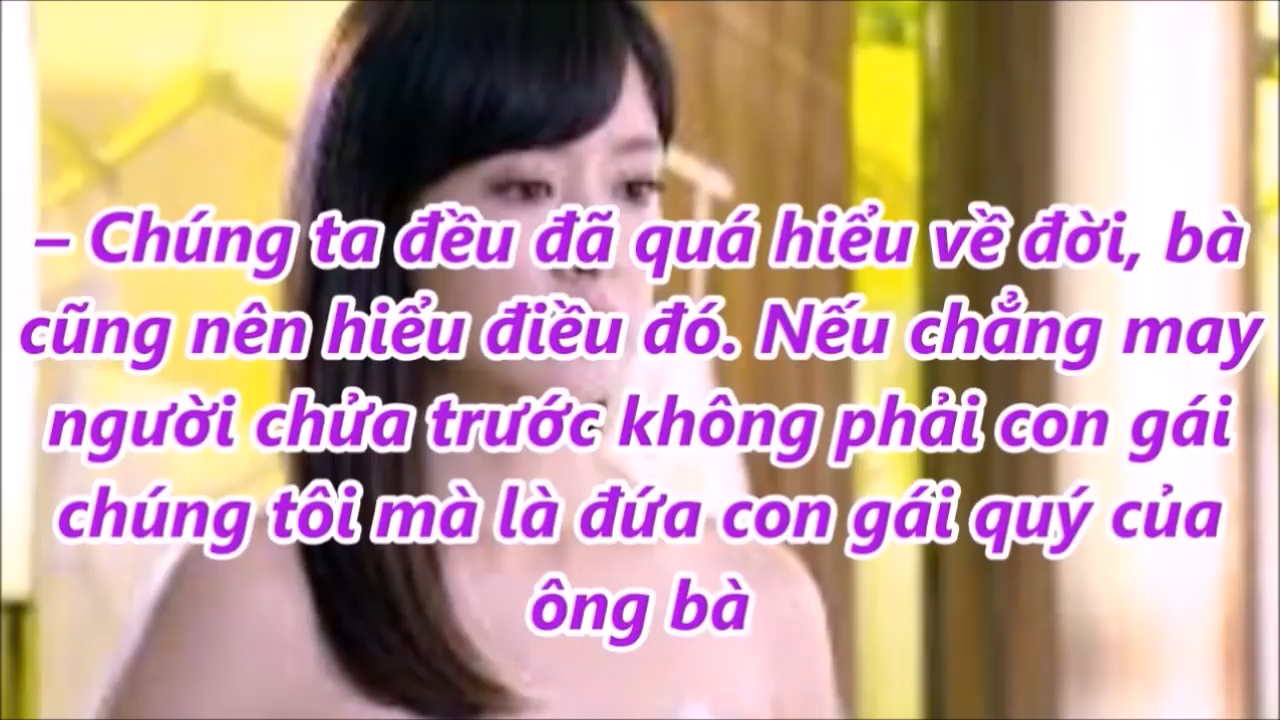 – Chúng ta đều đã quá hiểu về đời, bà
cũng nên hiểu điều đó. Nếu chẳng may
người chửa trước không phải con gái
chúng tôi mà là đứa con gái quý của
ông bà